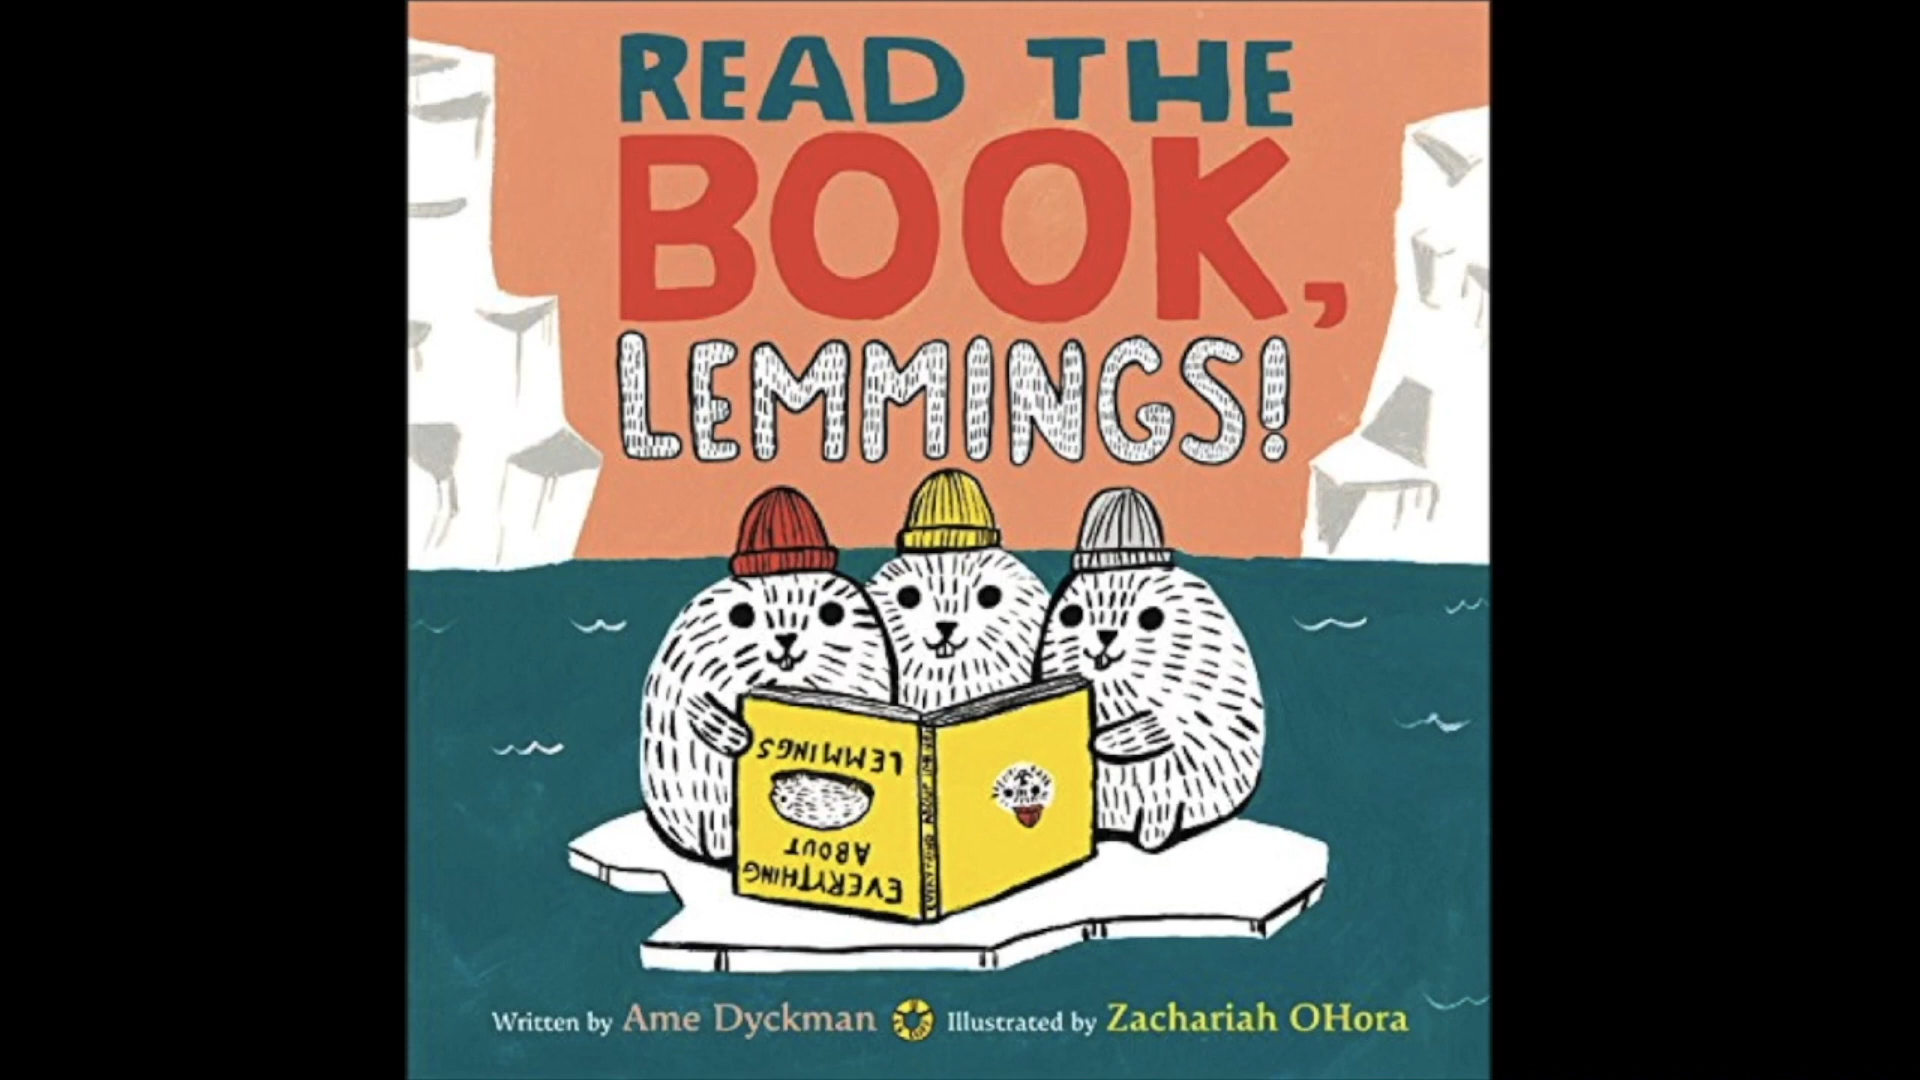 READ THE
BOOK,
LEMMINGS!
EVERYTHING
ABOUT
LEMMINGS
Written by Ame Dyckman
Illustrated by Zachariah OHora